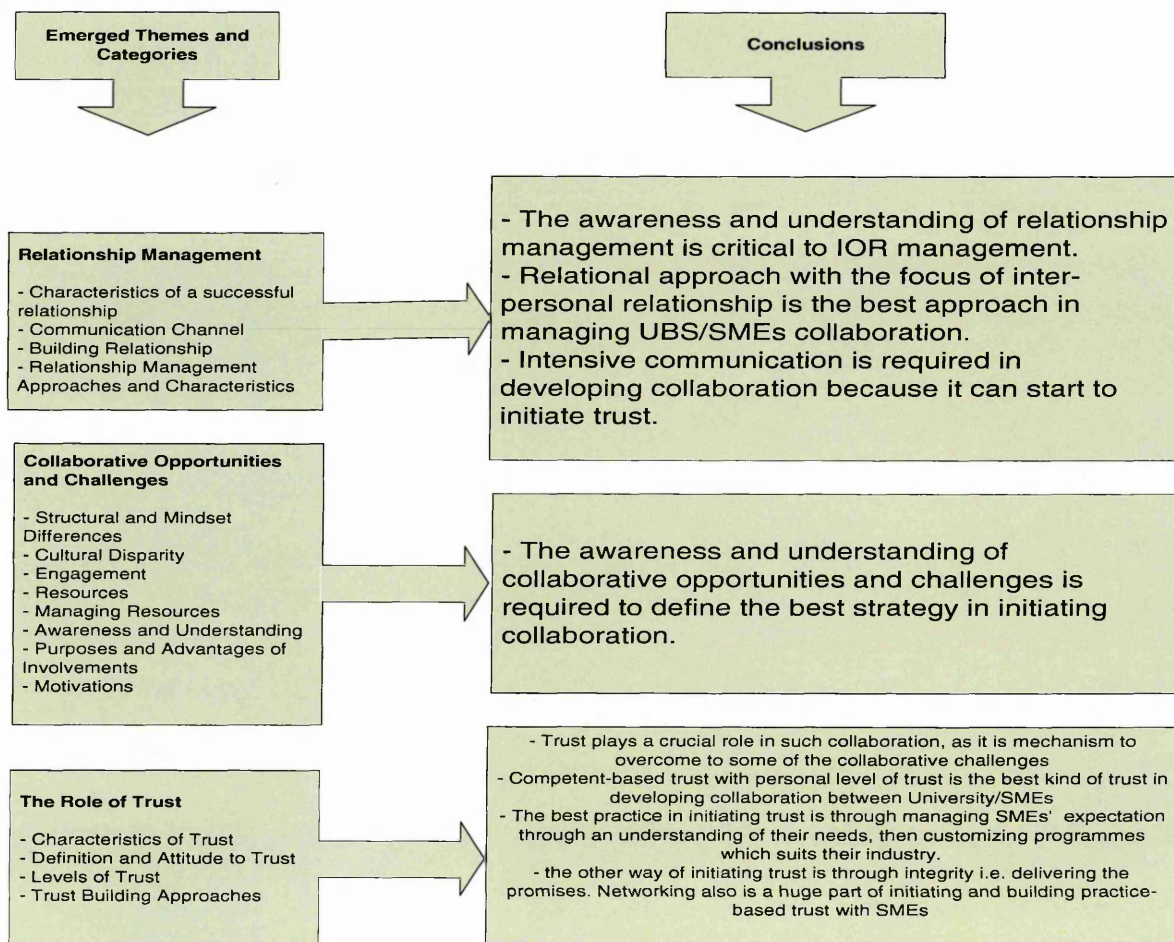 Emerged Themes and
Categories
Conclusions
Relationship Management
- Characteristics of a successful
relationship
- Communication Channel
- Building Relationship
- Relationship Management
Approaches and Characteristics
- The awareness and understanding of relationship
management is critical to IOR management.
- Relational approach with the focus of inter-
personal relationship is the best approach in
managing UBS/SMEs collaboration.
- Intensive communication is required in
developing collaboration because it can start to
initiate trust.
Collaborative Opportunities
and Challenges
- Structural and Mindset
Differences
- Cultural Disparity
- Engagement
- Resources
- Managing Resources
- Awareness and Understanding
- Purposes and Advantages of
Involvements
- Motivations
- The awareness and understanding of
collaborative opportunities and challenges is
required to define the best strategy in initiating
collaboration.
The Role of Trust
- Characteristics of Trust
- Definition and Attitude to Trust
- Levels of Trust
- Trust Building Approaches
- Trust plays a crucial role in such collaboration, as it is mechanism to
overcome to some of the collaborative challenges
- Competent-based trust with personal level of trust is the best kind of trust in
developing collaboration between University/SMEs
- The best practice in initiating trust is through managing SMEs' expectation
through an understanding of their needs, then customizing programmes
which suits their industry.
- the other way of initiating trust is through integrity i.e. delivering the
promises. Networking also is a huge part of initiating and building practice-
based trust with SMEs